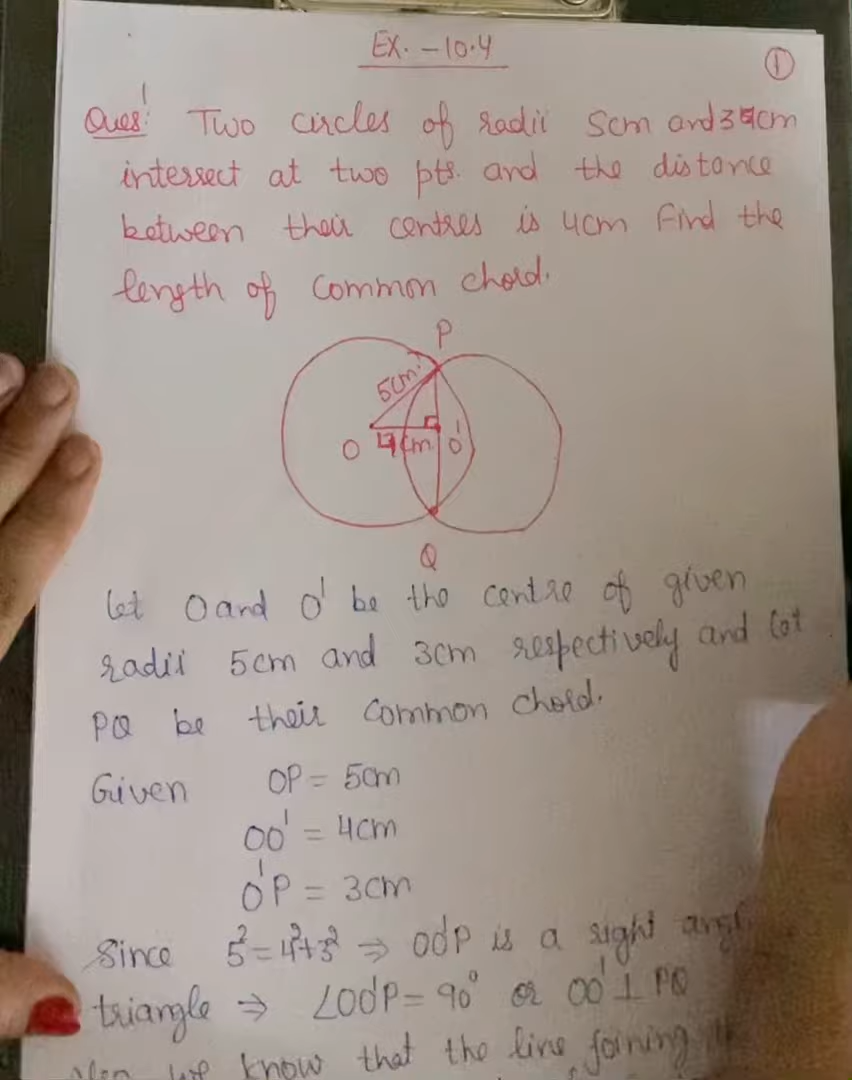 EX. - 10.4
①
Ques! Two circles of radii 5cm and 3cm
intersect at two pts. and the distance
between their centres is 4cm Find the
length of common chord.
P
5cm.
O 4cm O'
Q
Let O and O' be the centre of given
radii 5cm and 3cm respectively and let
PQ be their common chord.
Given OP = 5cm
OO' = 4cm
O'P = 3cm
Since 5² = 4²+3² ⇒ OO'P is a right
triangle ⇒ ∠OO'P = 90° or OO' ⊥ PQ
we know that the line joining